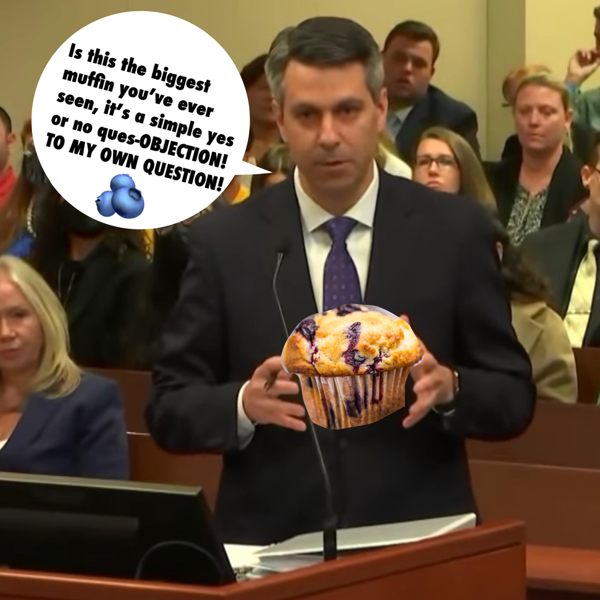 Is this the biggest
muffin you've ever
seen, it's a simple yes
or no ques-OBJECTION!
TO MY OWN QUESTION!